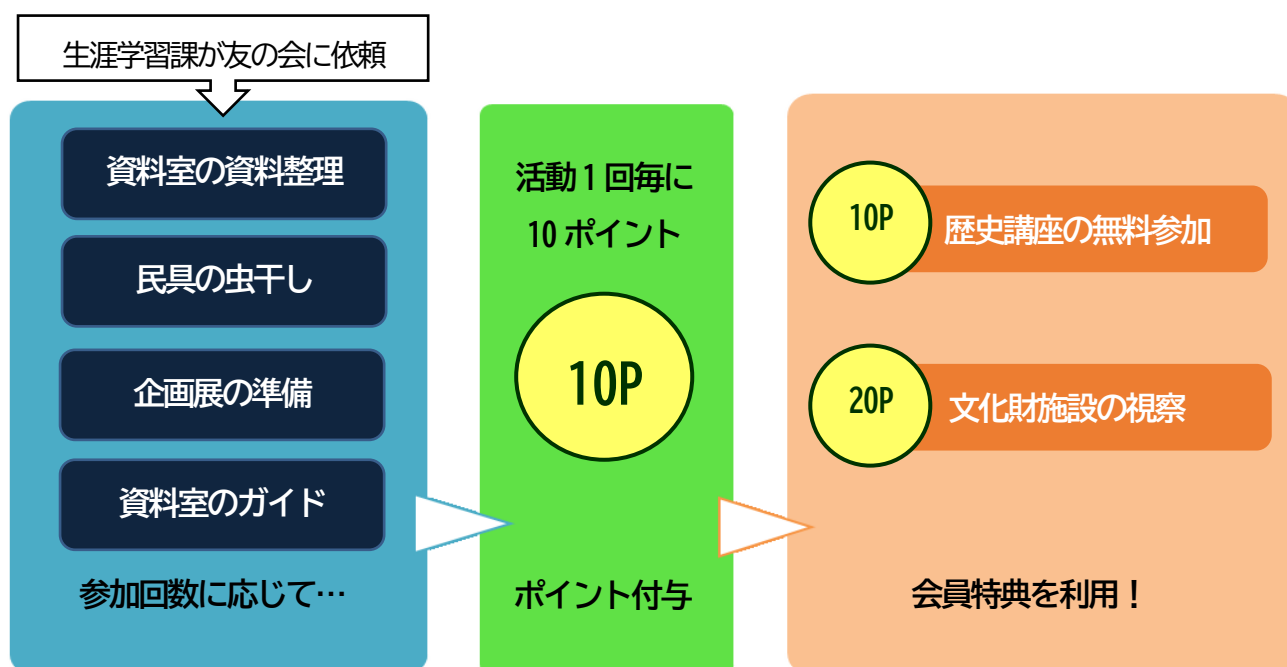 生涯学習課が友の会に依頼
資料室の資料整理
民具の虫干し
企画展の準備
資料室のガイド
参加回数に応じて…
活動1回毎に
10ポイント
10P
ポイント付与
10P
歴史講座の無料参加
20P
文化財施設の視察
会員特典を利用！